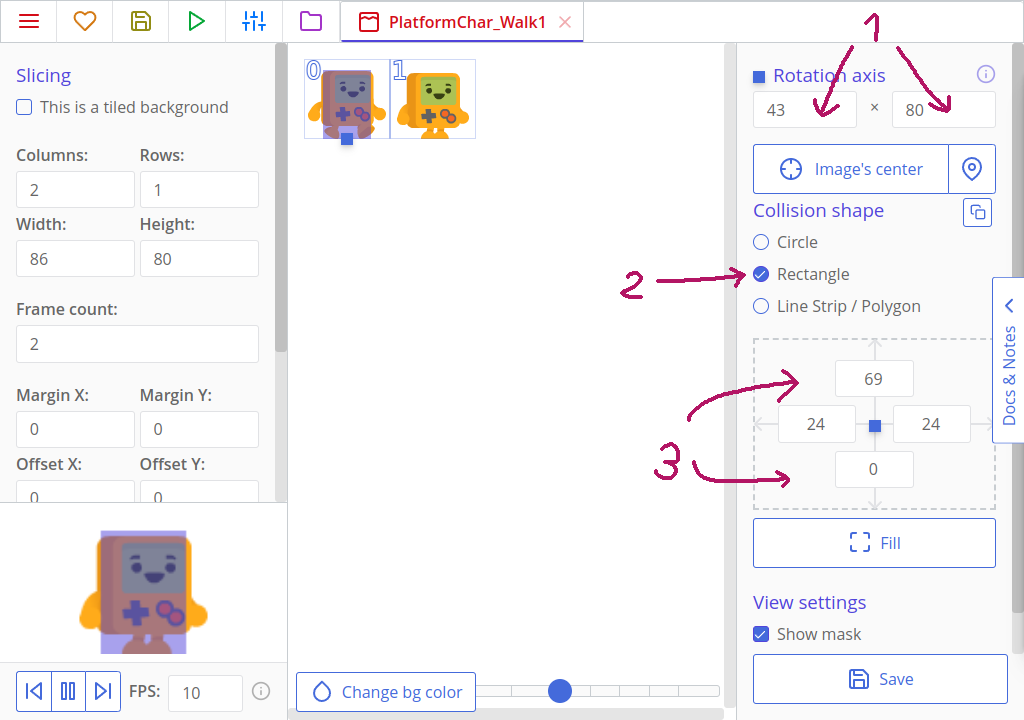 PlatformChar_Walk1
Slicing
This is a tiled background
Columns: Rows:
2 1
Width: Height:
86 80
Frame count:
2
Margin X: Margin Y:
0 0
Offset X: Offset Y:
0 0
FPS: 10
0 1
Change bg color
1
Rotation axis
43 × 80
Image's center
Collision shape
Circle
2
Rectangle
Line Strip / Polygon
69
24 24
3
0
Fill
View settings
Show mask
Save
Docs & Notes